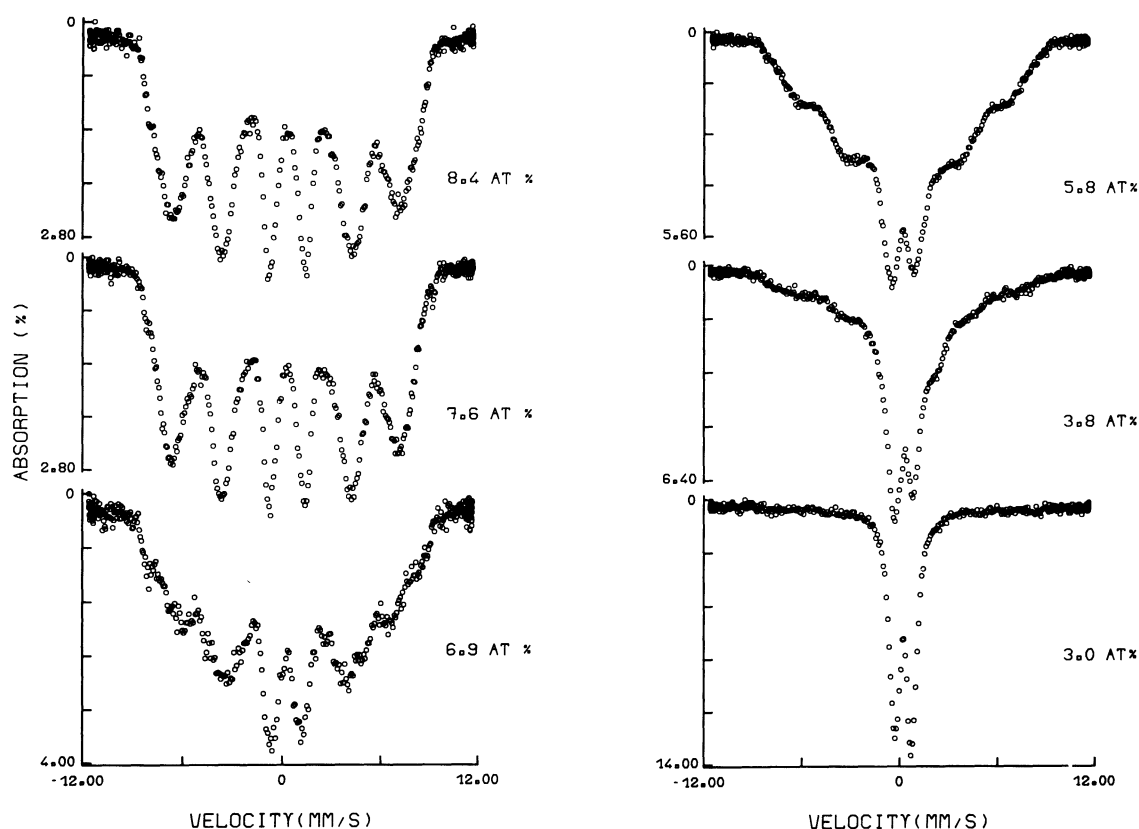 0
8.4 AT %
2.80
0
7.6 AT %
2.80
0
6.9 AT %
4.00
-12.00
0
12.00
VELOCITY(MM/S)
ABSORPTION (%)
0
5.8 AT%
5.60
0
3.8 AT%
6.40
0
3.0 AT%
14.00
-12.00
0
12.00
VELOCITY(MM/S)